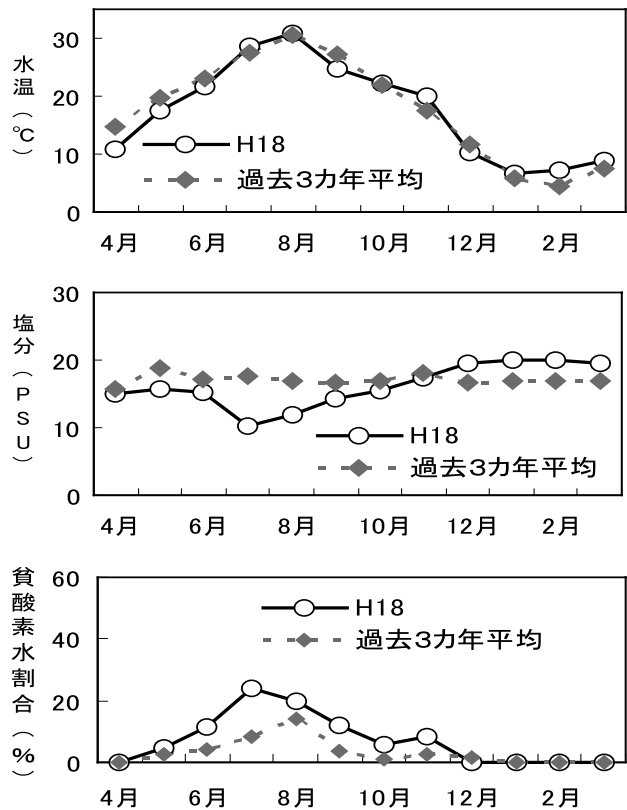 水温（℃）
30
20
10
0
H18
過去3カ年平均
4月 6月 8月 10月 12月 2月
塩分（PSU）
30
20
10
0
H18
過去3カ年平均
4月 6月 8月 10月 12月 2月
貧酸素水割合（%）
60
40
20
0
H18
過去3カ年平均
4月 6月 8月 10月 12月 2月